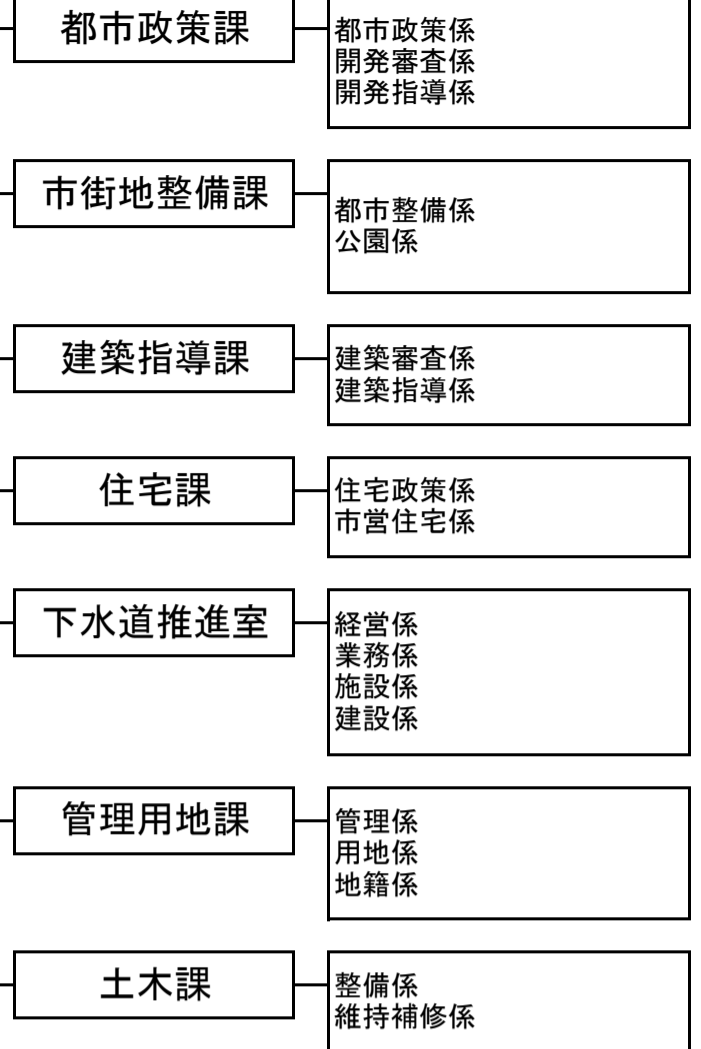 都市政策課
都市政策係
開発審査係
開発指導係
市街地整備課
都市整備係
公園係
建築指導課
建築審査係
建築指導係
住宅課
住宅政策係
市営住宅係
下水道推進室
経営係
業務係
施設係
建設係
管理用地課
管理係
用地係
地籍係
土木課
整備係
維持補修係